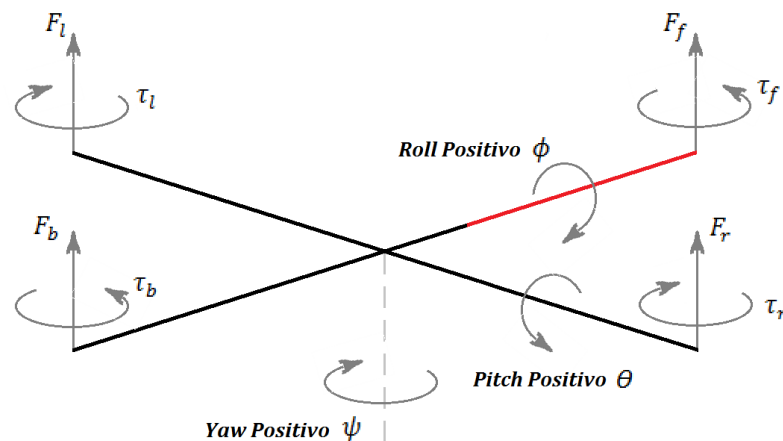 F_l
F_f
τ_l
τ_f
Roll Positivo ϕ
F_b
F_r
τ_b
τ_r
Pitch Positivo θ
Yaw Positivo ψ